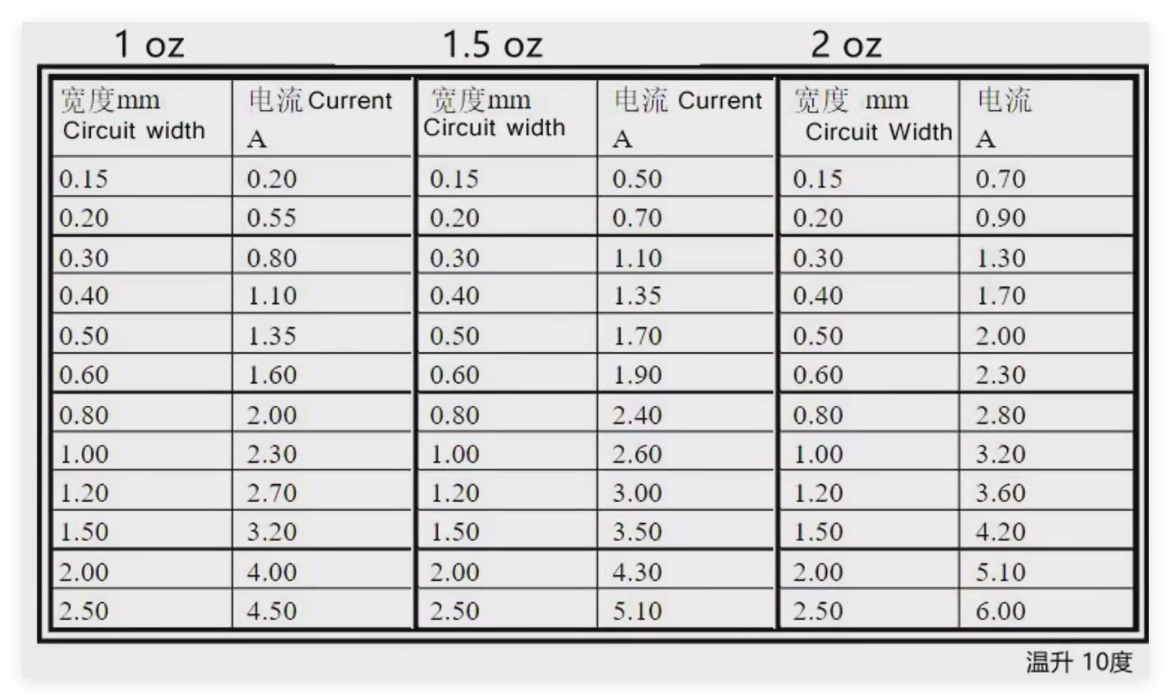 1 oz 1.5 oz 2 oz
宽度mm 电流 Current 宽度mm 电流 Current 宽度 mm 电流
Circuit width A Circuit width A Circuit Width A
0.15 0.20 0.15 0.50 0.15 0.70
0.20 0.55 0.20 0.70 0.20 0.90
0.30 0.80 0.30 1.10 0.30 1.30
0.40 1.10 0.40 1.35 0.40 1.70
0.50 1.35 0.50 1.70 0.50 2.00
0.60 1.60 0.60 1.90 0.60 2.30
0.80 2.00 0.80 2.40 0.80 2.80
1.00 2.30 1.00 2.60 1.00 3.20
1.20 2.70 1.20 3.00 1.20 3.60
1.50 3.20 1.50 3.50 1.50 4.20
2.00 4.00 2.00 4.30 2.00 5.10
2.50 4.50 2.50 5.10 2.50 6.00
温升 10度